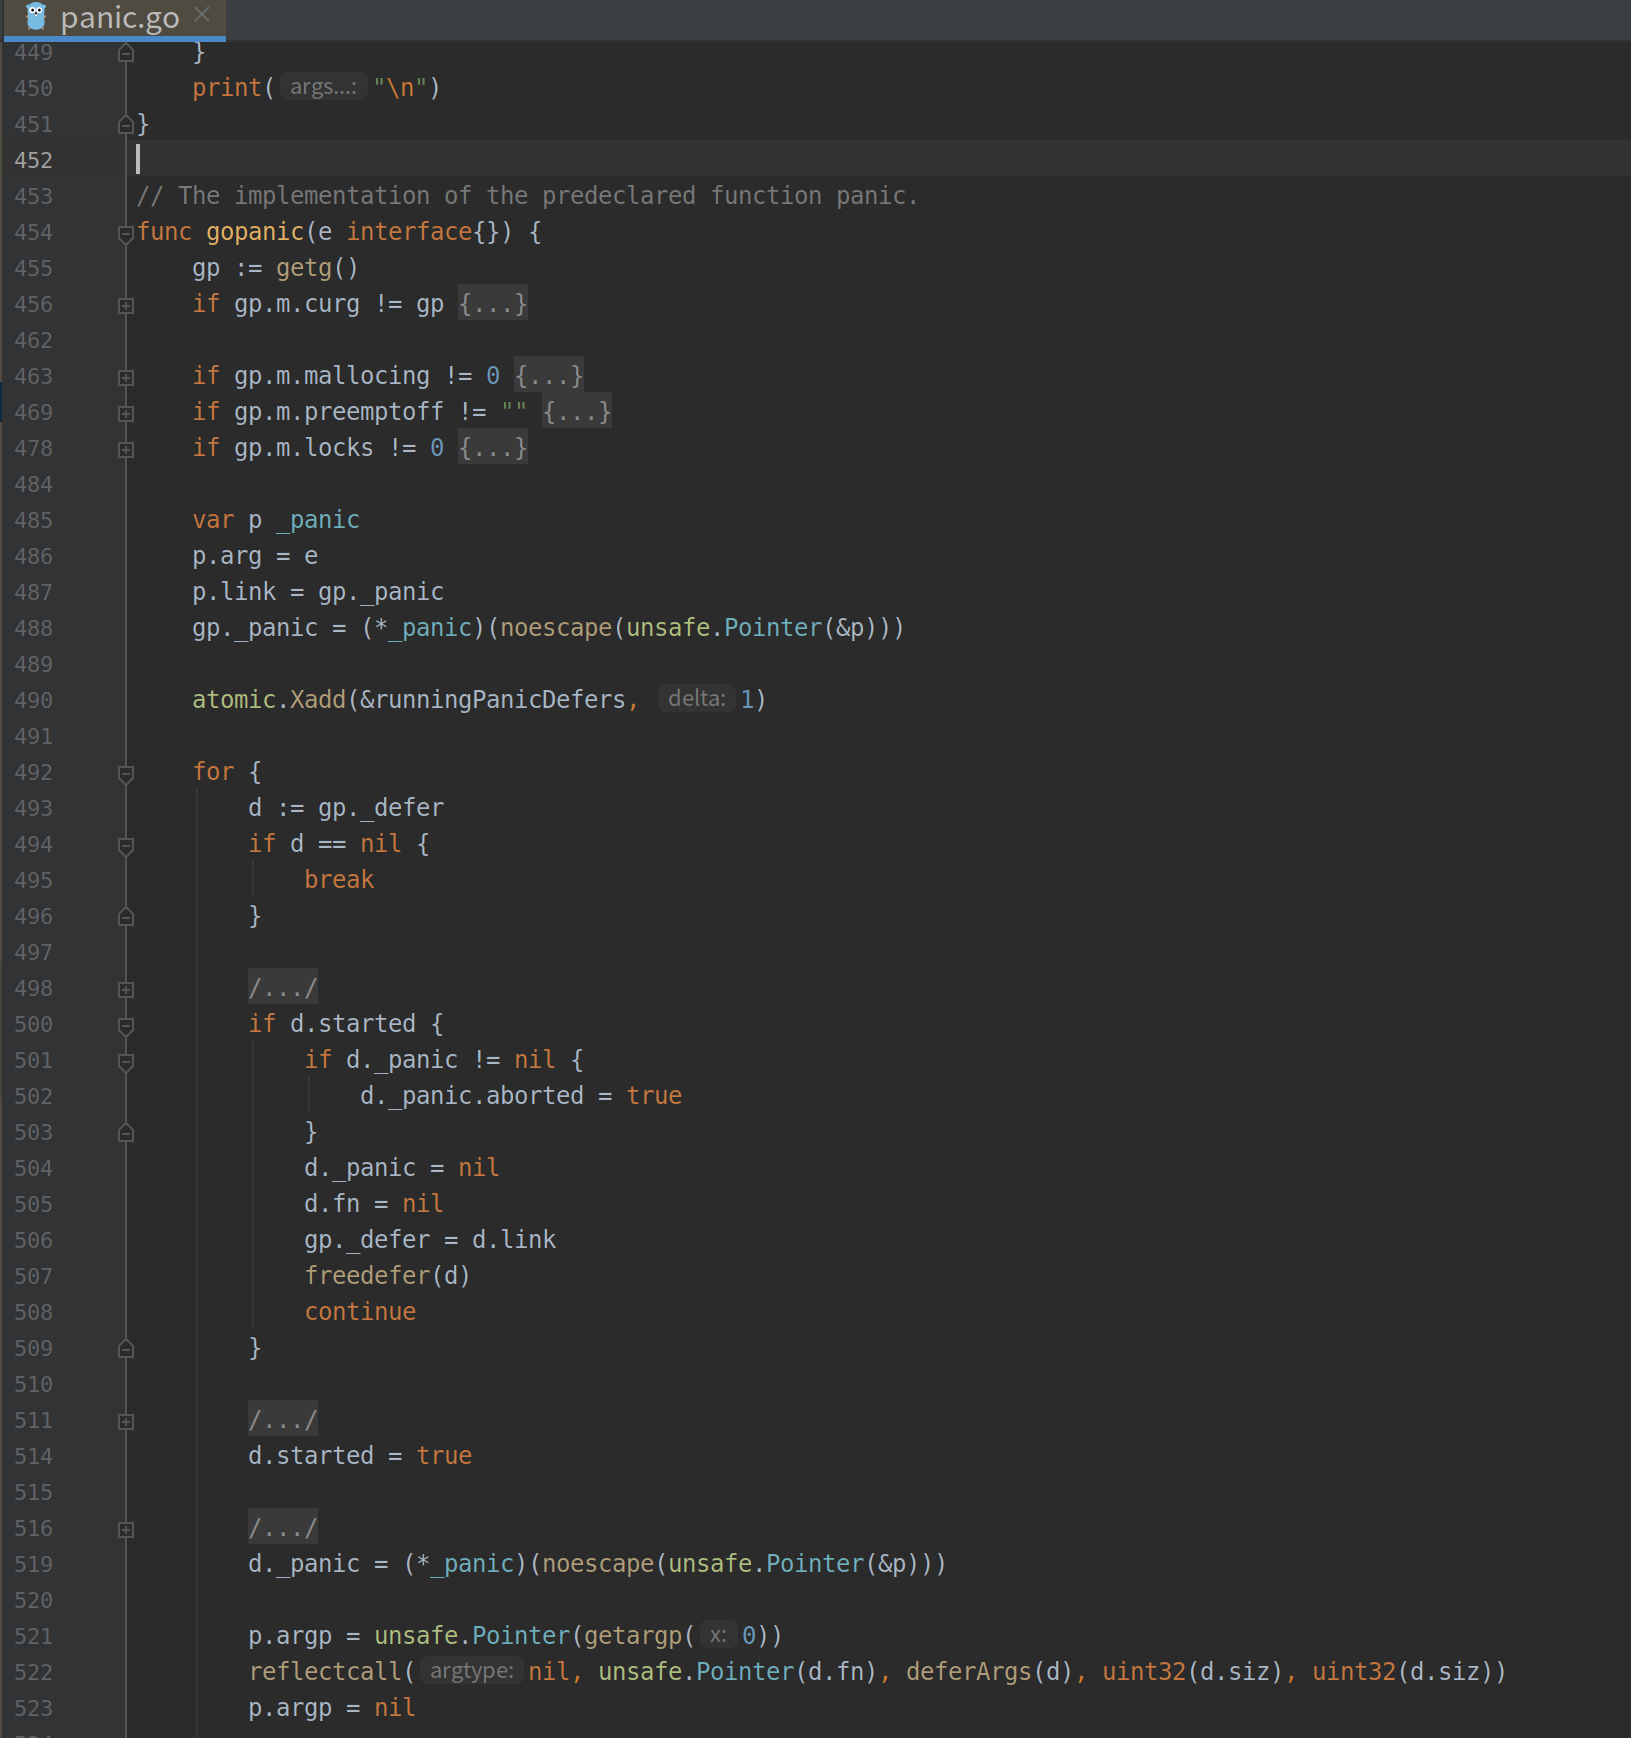 panic.go
449 }
450 print( args...: "\n")
451 }
452
453 // The implementation of the predeclared function panic.
454 func gopanic(e interface{}) {
455 gp := getg()
456 if gp.m.curg != gp {...}
462
463 if gp.m.mallocing != 0 {...}
469 if gp.m.preemptoff != "" {...}
478 if gp.m.locks != 0 {...}
484
485 var p _panic
486 p.arg = e
487 p.link = gp._panic
488 gp._panic = (*_panic)(noescape(unsafe.Pointer(&p)))
489
490 atomic.Xadd(&runningPanicDefers, delta: 1)
491
492 for {
493 d := gp._defer
494 if d == nil {
495 break
496 }
497
498 /.../
500 if d.started {
501 if d._panic != nil {
502 d._panic.aborted = true
503 }
504 d._panic = nil
505 d.fn = nil
506 gp._defer = d.link
507 freedefer(d)
508 continue
509 }
510
511 /.../
514 d.started = true
515
516 /.../
519 d._panic = (*_panic)(noescape(unsafe.Pointer(&p)))
520
521 p.argp = unsafe.Pointer(getargp( x: 0))
522 reflectcall( argtype: nil, unsafe.Pointer(d.fn), deferArgs(d), uint32(d.siz), uint32(d.siz))
523 p.argp = nil